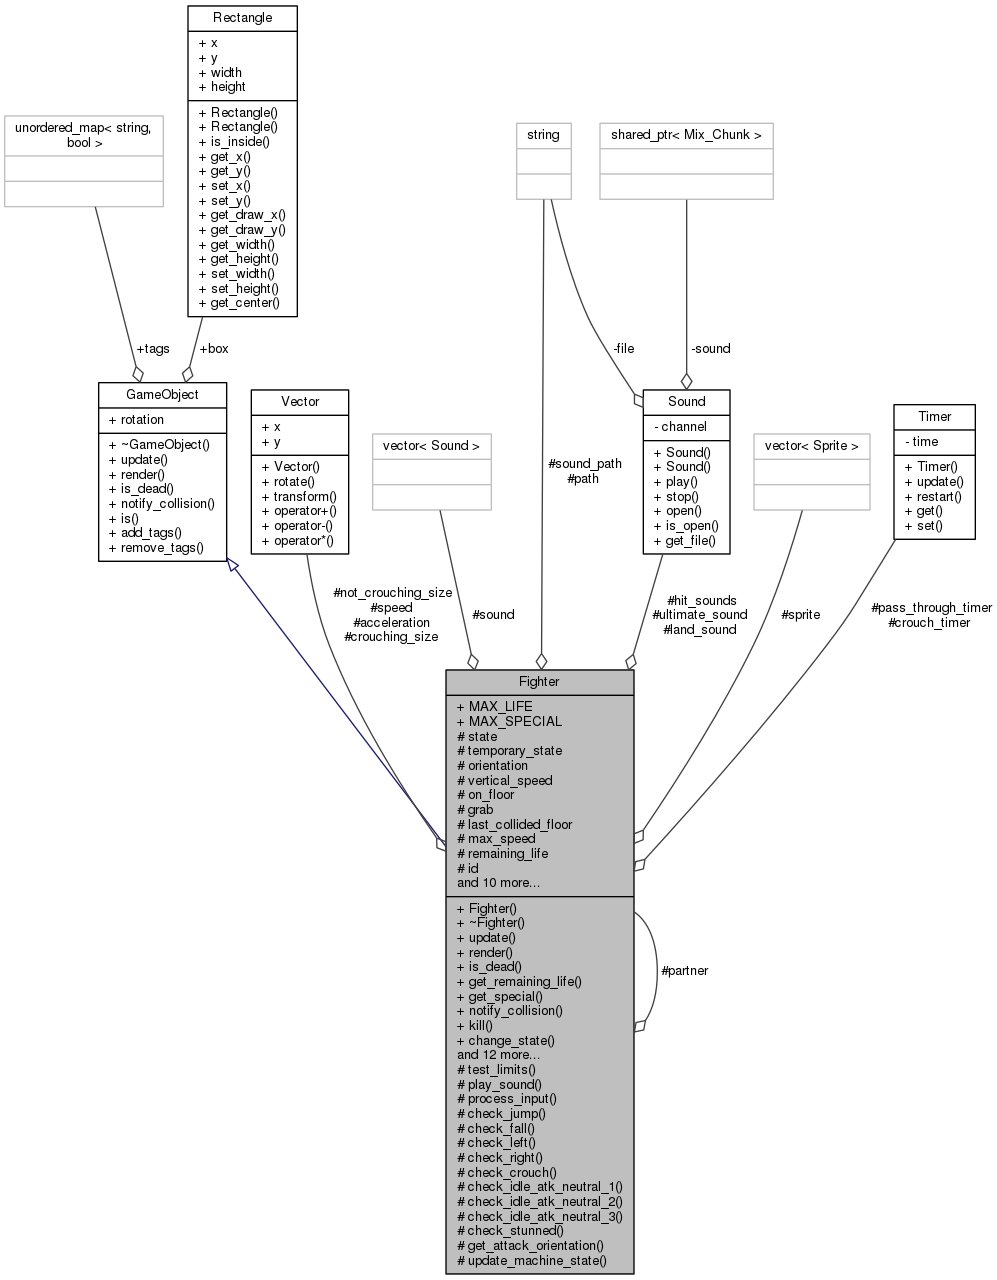 Rectangle
+ x
+ y
+ width
+ height
+ Rectangle()
+ Rectangle()
+ is_inside()
+ get_x()
+ get_y()
+ set_x()
+ set_y()
+ get_draw_x()
+ get_draw_y()
+ get_width()
+ get_height()
+ set_width()
+ set_height()
+ get_center()
unordered_map< string,
bool >
string
shared_ptr< Mix_Chunk >
+tags
+box
-file
-sound
GameObject
+ rotation
+ ~GameObject()
+ update()
+ render()
+ is_dead()
+ notify_collision()
+ is()
+ add_tags()
+ remove_tags()
Vector
+ x
+ y
+ Vector()
+ rotate()
+ transform()
+ operator+()
+ operator-()
+ operator*()
vector< Sound >
#sound_path
#path
Sound
- channel
+ Sound()
+ Sound()
+ play()
+ stop()
+ open()
+ is_open()
+ get_file()
vector< Sprite >
Timer
- time
+ Timer()
+ update()
+ restart()
+ get()
+ set()
#not_crouching_size
#speed
#acceleration
#crouching_size
#sound
#hit_sounds
#ultimate_sound
#land_sound
#sprite
#pass_through_timer
#crouch_timer
Fighter
+ MAX_LIFE
+ MAX_SPECIAL
# state
# temporary_state
# orientation
# vertical_speed
# on_floor
# grab
# last_collided_floor
# max_speed
# remaining_life
# id
and 10 more...
+ Fighter()
+ ~Fighter()
+ update()
+ render()
+ is_dead()
+ get_remaining_life()
+ get_special()
+ notify_collision()
+ kill()
+ change_state()
and 12 more...
# test_limits()
# play_sound()
# process_input()
# check_jump()
# check_fall()
# check_left()
# check_right()
# check_crouch()
# check_idle_atk_neutral_1()
# check_idle_atk_neutral_2()
# check_idle_atk_neutral_3()
# check_stunned()
# get_attack_orientation()
# update_machine_state()
#partner